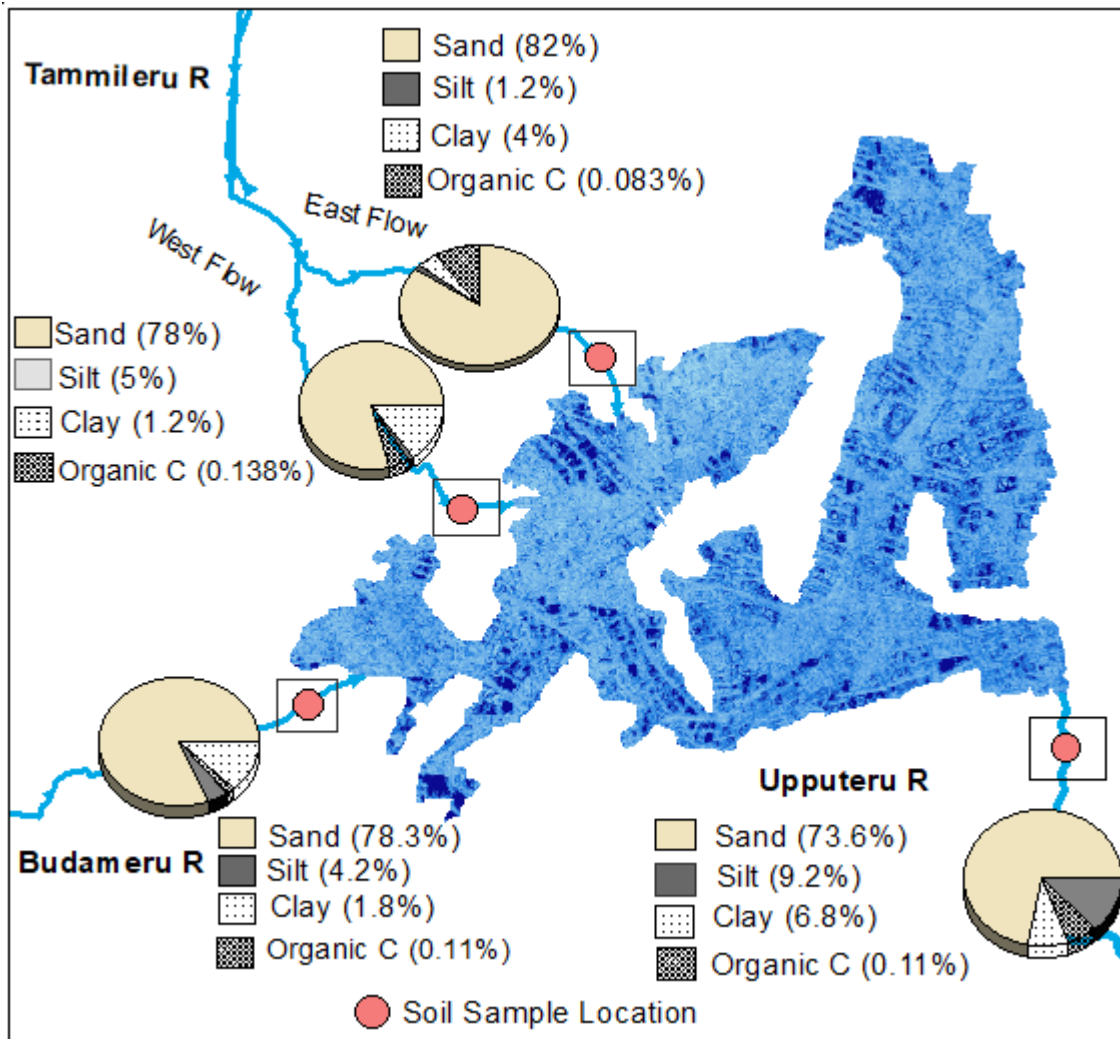 Tammileru R
Sand (82%)
Silt (1.2%)
Clay (4%)
Organic C (0.083%)
East Flow
West Flow
Sand (78%)
Silt (5%)
Clay (1.2%)
Organic C (0.138%)
Budameru R
Sand (78.3%)
Silt (4.2%)
Clay (1.8%)
Organic C (0.11%)
Upputeru R
Sand (73.6%)
Silt (9.2%)
Clay (6.8%)
Organic C (0.11%)
Soil Sample Location